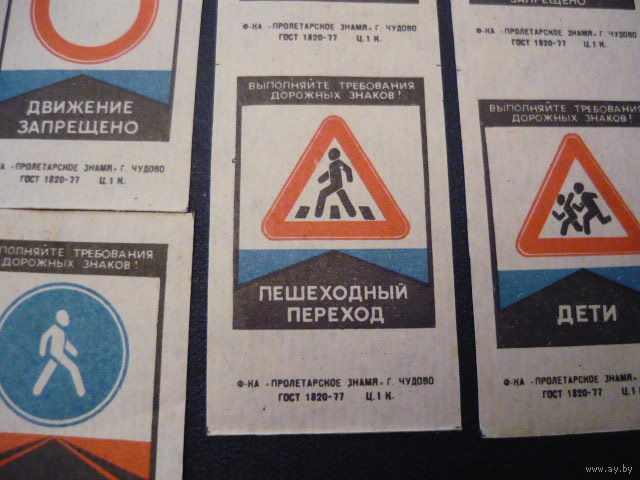 ДВИЖЕНИЕ
ЗАПРЕЩЕНО
«ПРОЛЕТАРСКОЕ ЗНАМЯ» Г. ЧУДОВО
ГОСТ 1820-77 Ц.1 К.
ТРЕБОВАНИЯ
ДОРОЖНЫХ ЗНАКОВ!
Ф-КА «ПРОЛЕТАРСКОЕ ЗНАМЯ» Г. ЧУДОВО
ГОСТ 1820-77 Ц.1 К.
ВЫПОЛНЯЙТЕ ТРЕБОВАНИЯ
ДОРОЖНЫХ ЗНАКОВ!
ПЕШЕХОДНЫЙ
ПЕРЕХОД
Ф-КА «ПРОЛЕТАРСКОЕ ЗНАМЯ» Г. ЧУДОВО
ГОСТ 1820-77 Ц.1 К.
ЗАПРЕЩЕНО
Ф-КА «ПРОЛЕТАРСКОЕ ЗНАМЯ» Г. ЧУДОВО
ГОСТ 1820-77 Ц.1 К.
ВЫПОЛНЯЙТЕ ТРЕБОВАНИЯ
ДОРОЖНЫХ ЗНАКОВ!
ДЕТИ
Ф-КА «ПРОЛЕТАРСКОЕ ЗНАМЯ» Г. ЧУДОВО
ГОСТ 1820-77 Ц.1 К.
www.ay.by